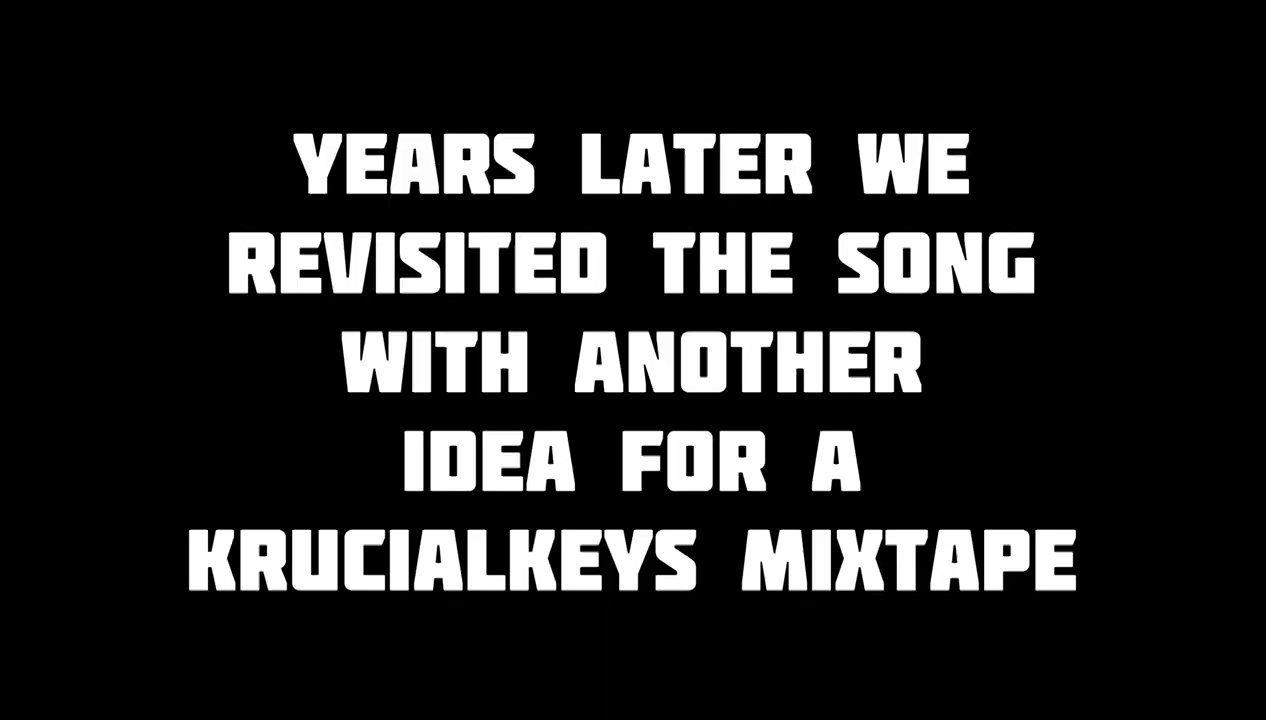 YEARS LATER WE
REVISITED THE SONG
WITH ANOTHER
IDEA FOR A
KRUCIALKEYS MIXTAPE